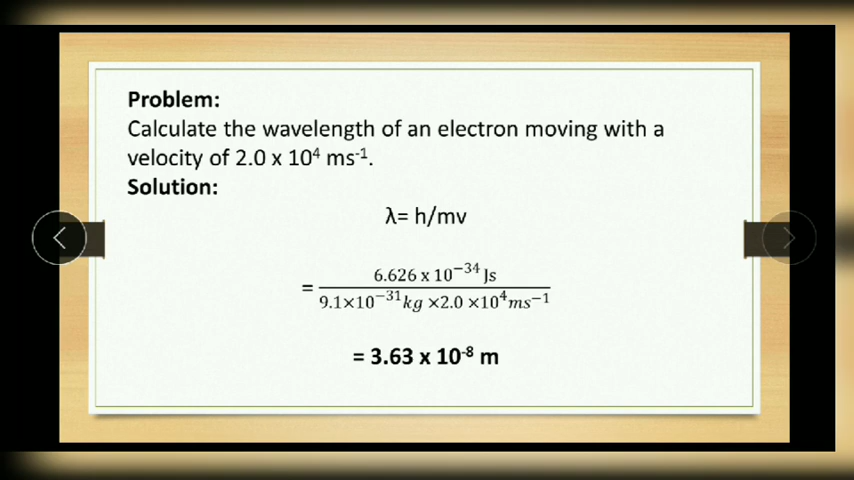 Problem:
Calculate the wavelength of an electron moving with a
velocity of 2.0 x 10⁴ ms⁻¹.
Solution:
λ= h/mv
= 6.626 x 10⁻³⁴ Js
9.1×10⁻³¹kg ×2.0 ×10⁴ms⁻¹
= 3.63 x 10⁻⁸ m